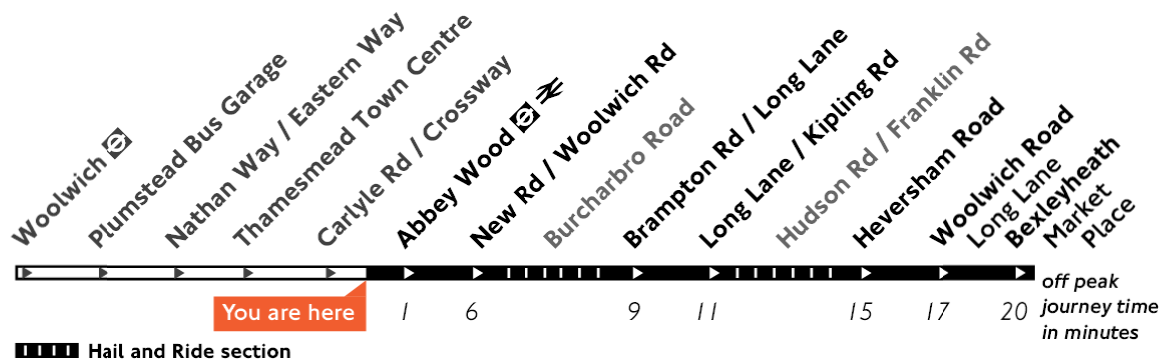 Woolwich
Plumstead Bus Garage
Nathan Way / Eastern Way
Thamesmead Town Centre
Carlyle Rd / Crossway
Abbey Wood
New Rd / Woolwich Rd
Burcharbro Road
Brampton Rd / Long Lane
Long Lane / Kipling Rd
Hudson Rd / Franklin Rd
Heversham Road
Woolwich Road
Long Lane
Bexleyheath
Market
Place
You are here
1 6 9 11 15 17 20
off peak
journey time
in minutes
Hail and Ride section